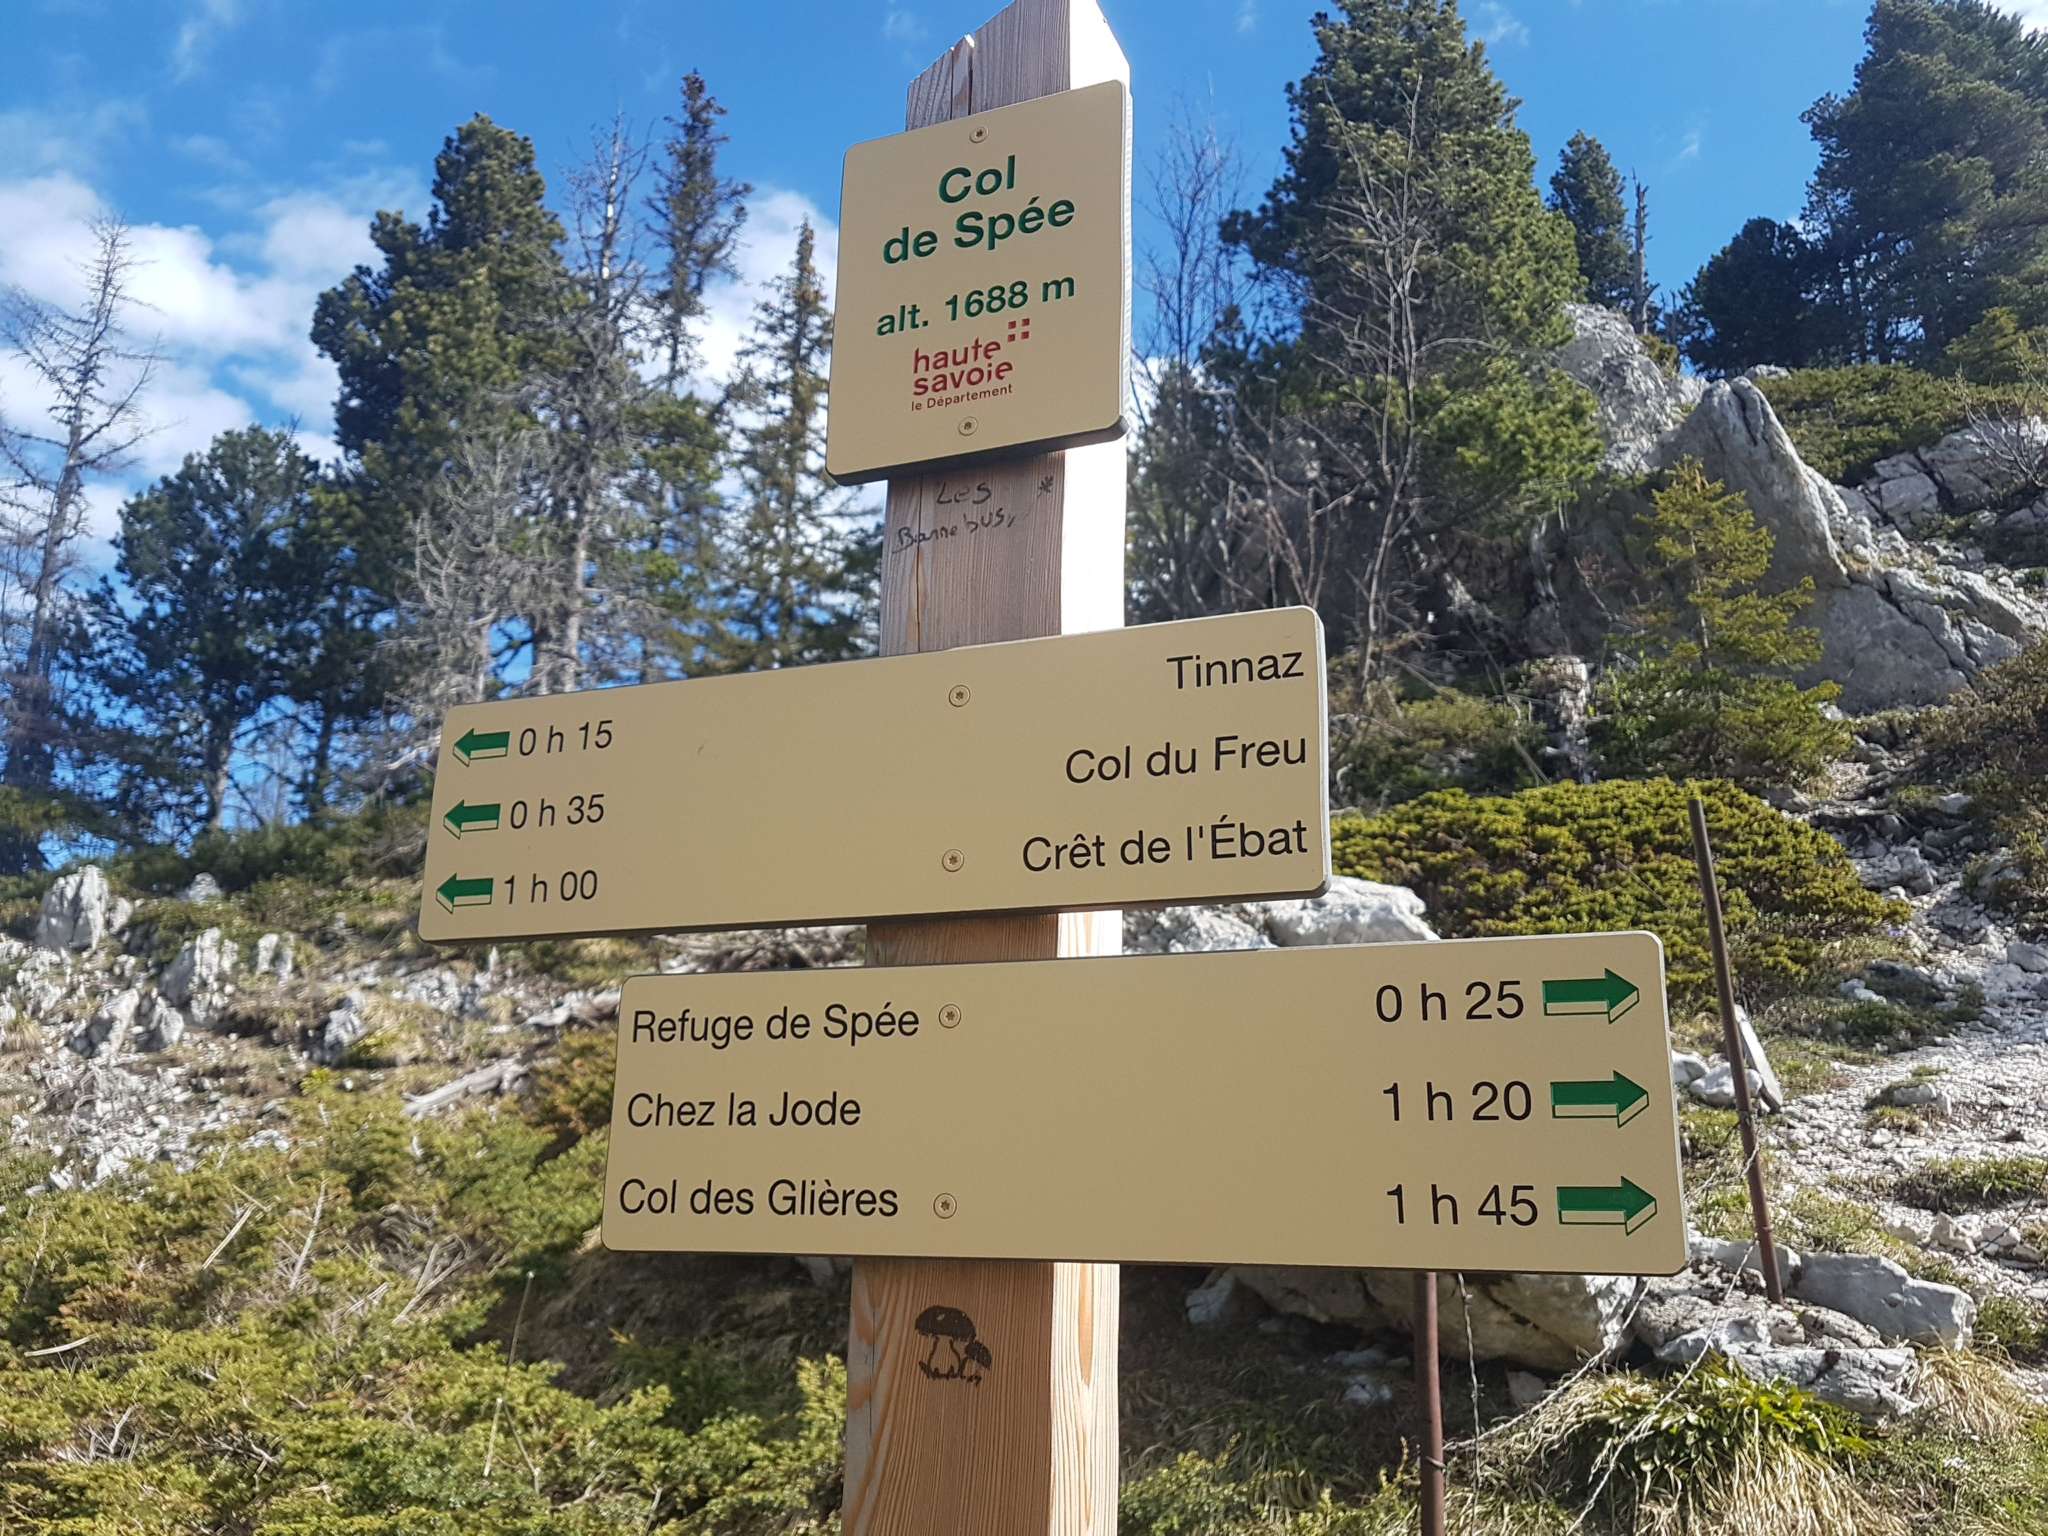 Col
de Spée
alt. 1688 m
haute
savoie
le Département
Les
0 h 15 Tinnaz
0 h 35 Col du Freu
1 h 00 Crêt de l'Ébat
Refuge de Spée 0 h 25
Chez la Jode 1 h 20
Col des Glières 1 h 45